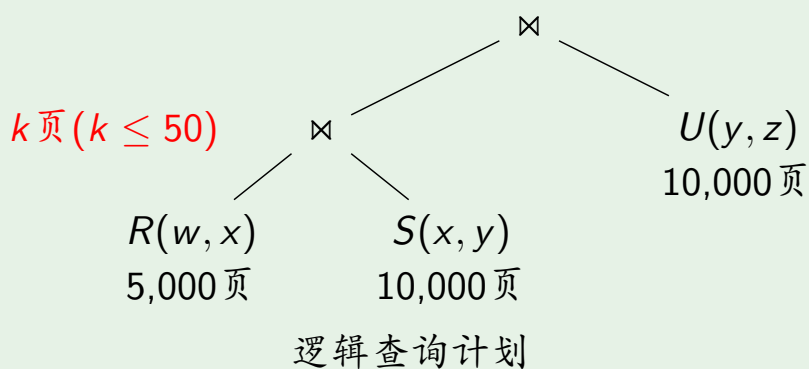 ⋈
k页(k ≤ 50)
⋈
U(y, z)
10,000页
R(w, x)
S(x, y)
5,000页
10,000页
逻辑查询计划